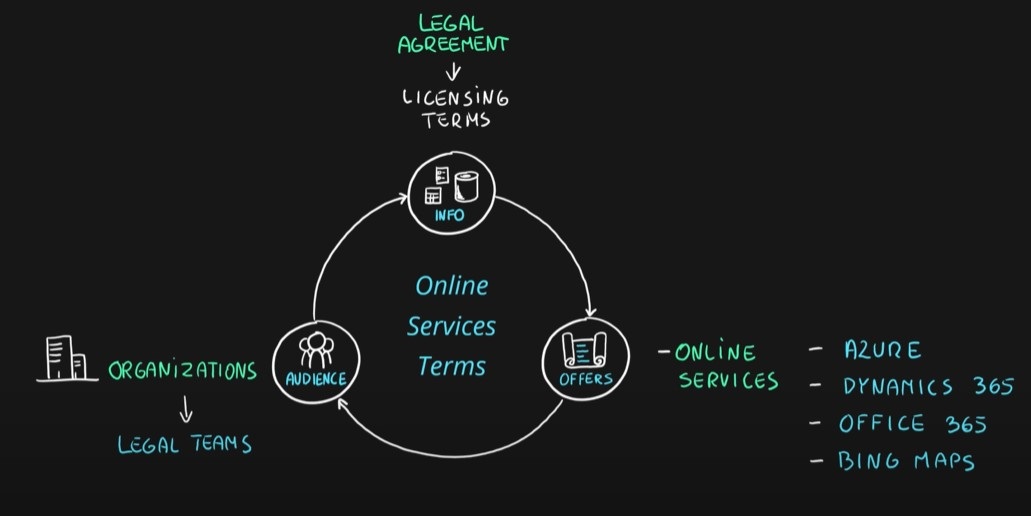 LEGAL
AGREEMENT
LICENSING
TERMS
INFO
Online
Services
Terms
ORGANIZATIONS
LEGAL TEAMS
AUDIENCE
OFFERS
- ONLINE
SERVICES
- AZURE
- DYNAMICS 365
- OFFICE 365
- BING MAPS